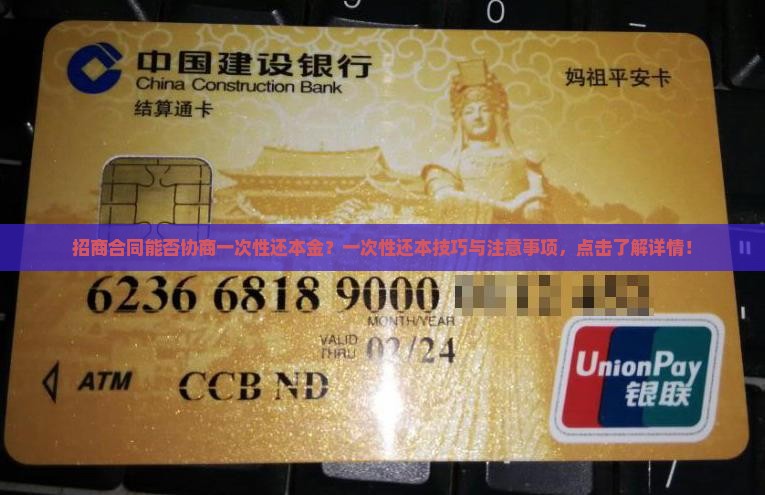 0
中国建设银行
China Construction Bank
结算通卡
妈祖平安卡
招商合同能否协商一次性还本金？一次性还本技巧与注意事项，点击了解详情！
6236 6818 9000
MONTH/YEAR
VALID
THRU
02/24
ATM
CCB ND
UnionPay
银联